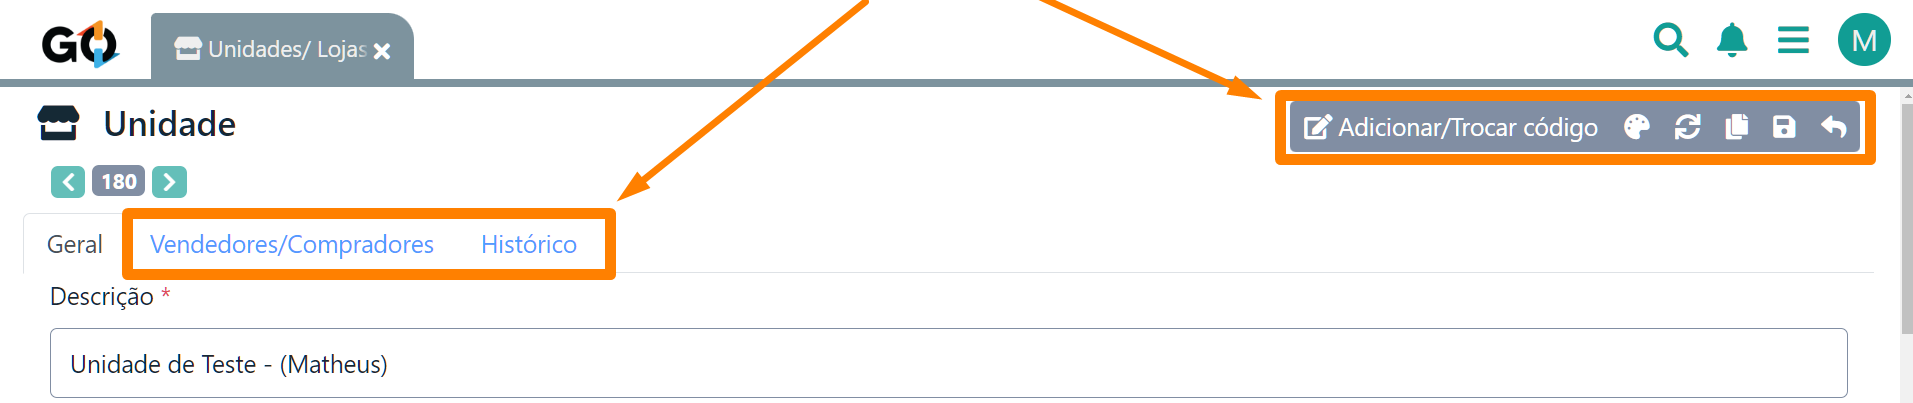 GO
Unidades/ Lojas
M
Unidade
Adicionar/Trocar código
180
Geral
Vendedores/Compradores
Histórico
Descrição *
Unidade de Teste - (Matheus)